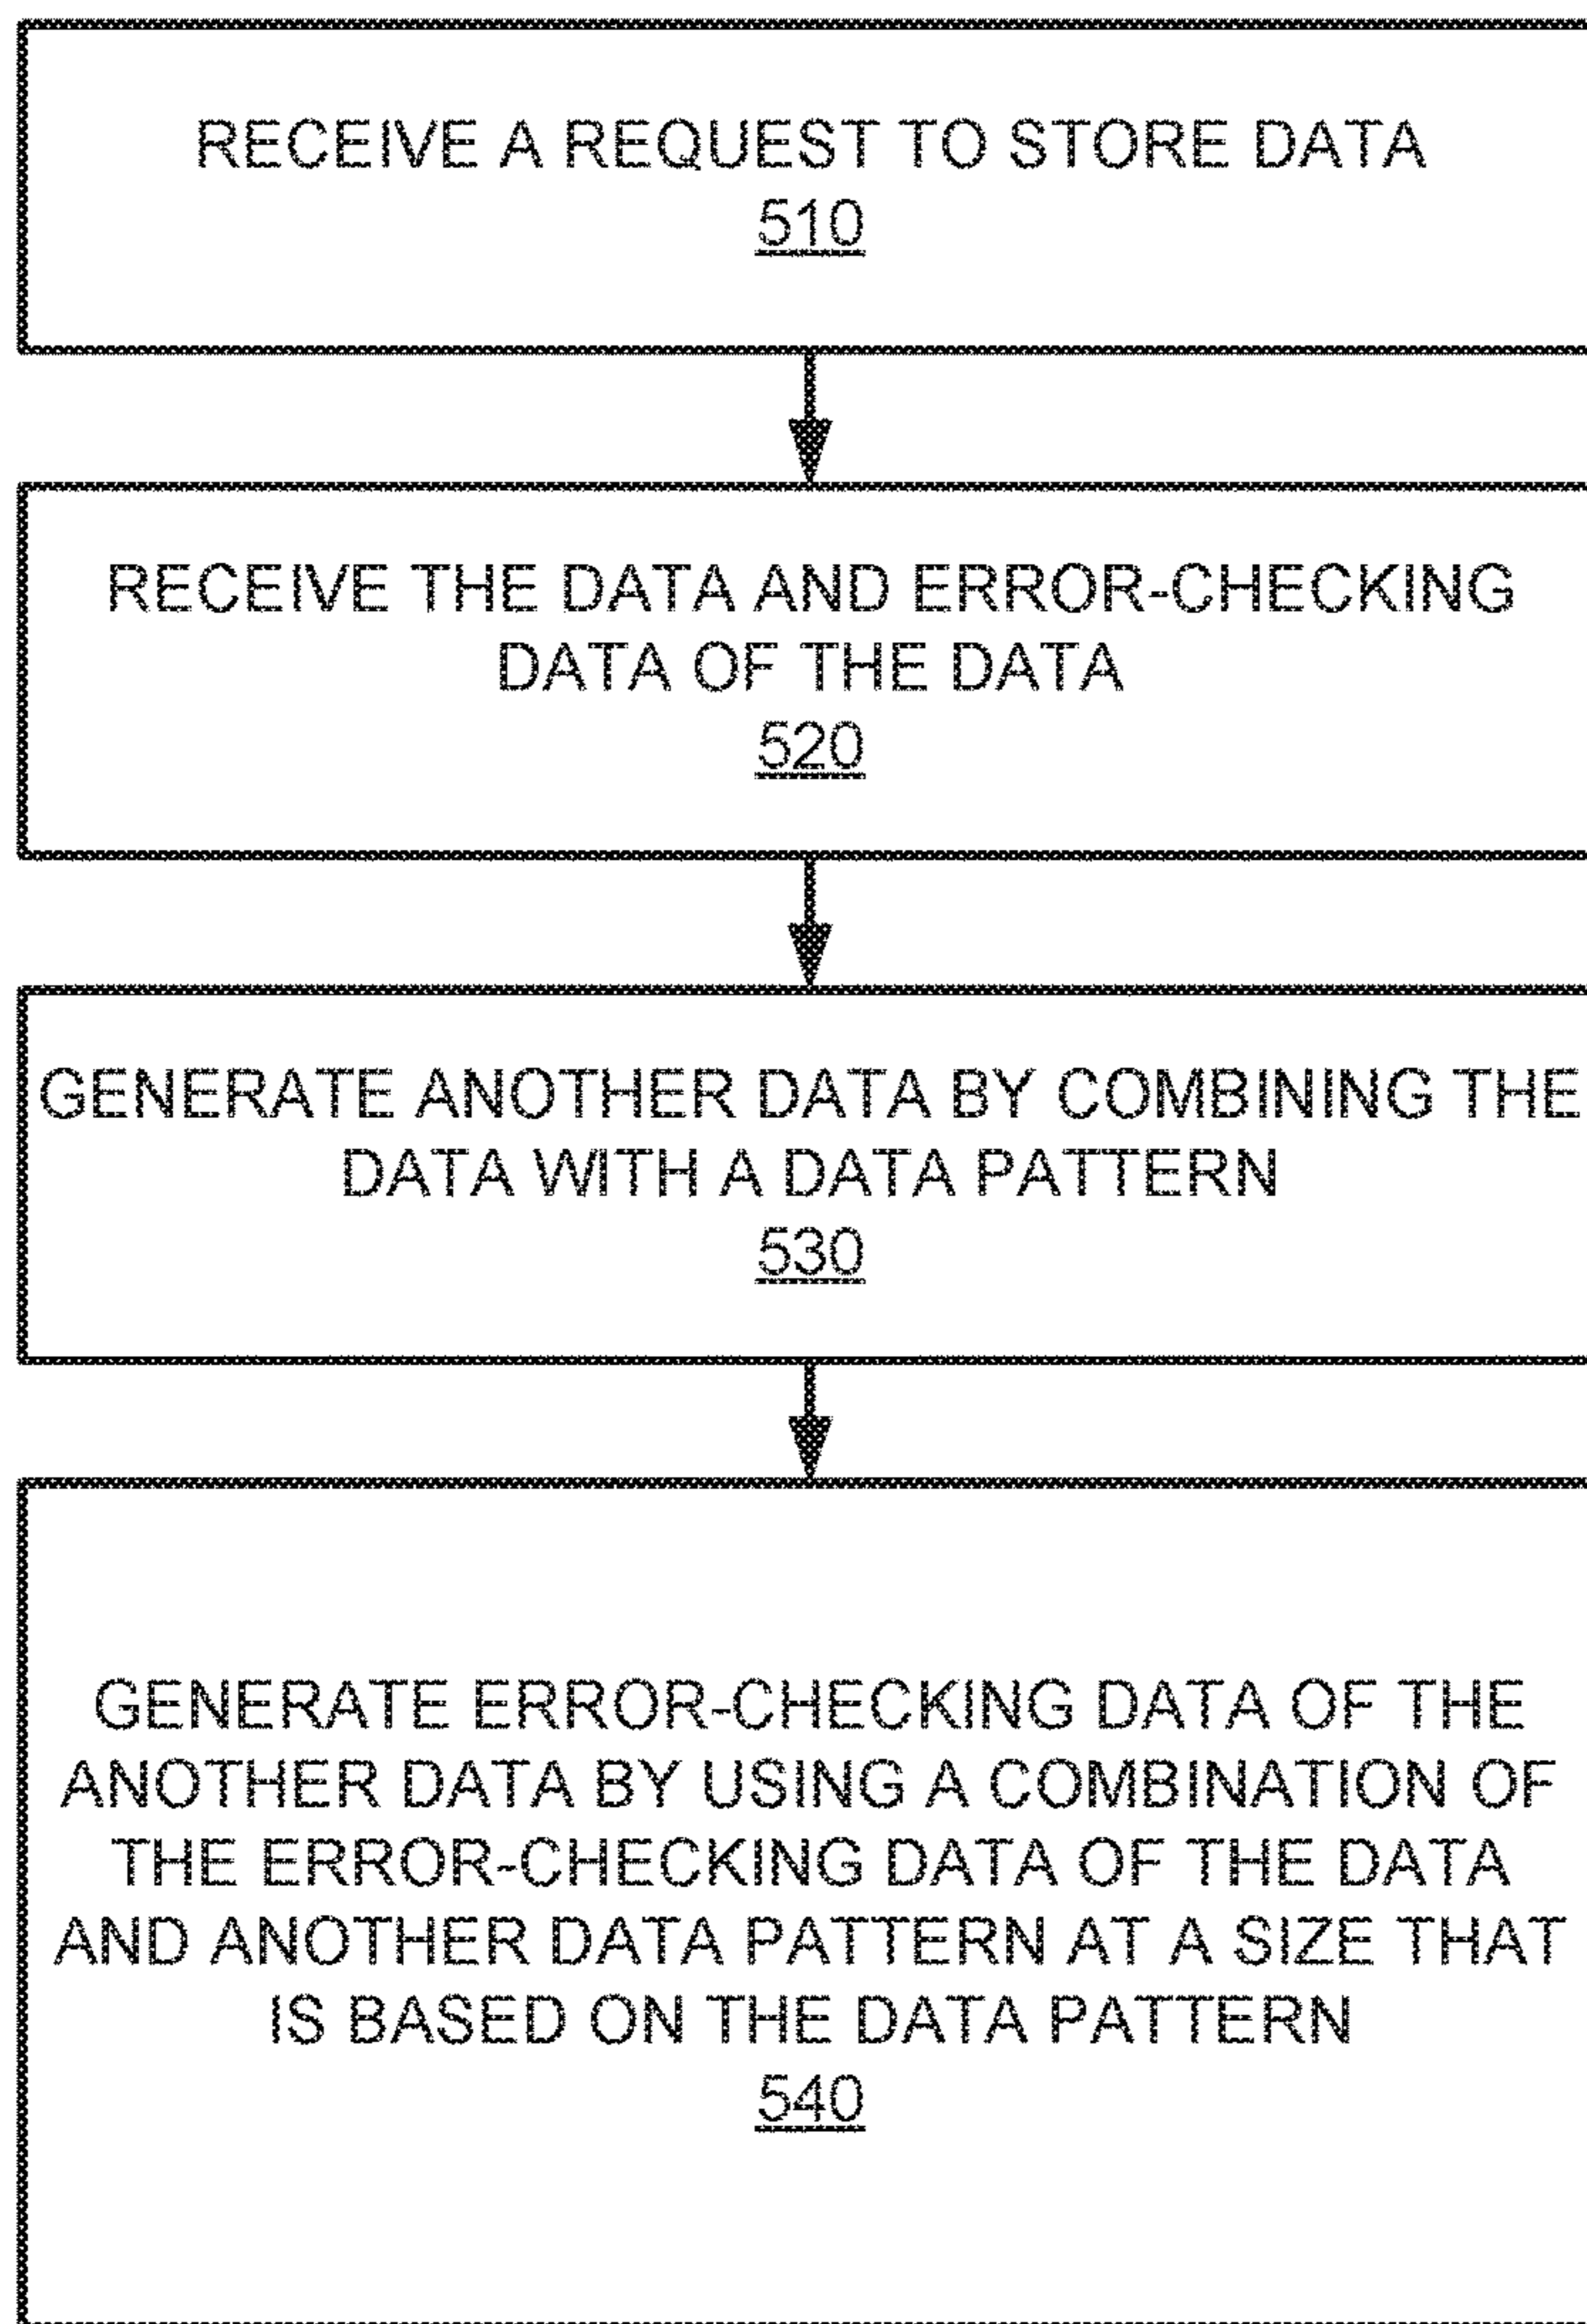 RECEIVE A REQUEST TO STORE DATA
510
RECEIVE THE DATA AND ERROR-CHECKING
DATA OF THE DATA
520
GENERATE ANOTHER DATA BY COMBINING THE
DATA WITH A DATA PATTERN
530
GENERATE ERROR-CHECKING DATA OF THE
ANOTHER DATA BY USING A COMBINATION OF
THE ERROR-CHECKING DATA OF THE DATA
AND ANOTHER DATA PATTERN AT A SIZE THAT
IS BASED ON THE DATA PATTERN
540